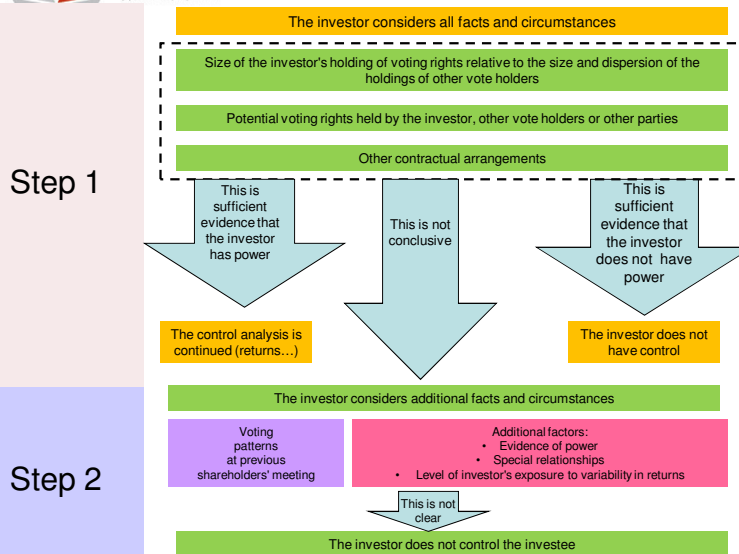 The investor considers all facts and circumstances
Size of the investor's holding of voting rights relative to the size and dispersion of the
holdings of other vote holders
Potential voting rights held by the investor, other vote holders or other parties
Other contractual arrangements
Step 1
This is
sufficient
evidence that
the investor
has power
This is not
conclusive
This is
sufficient
evidence that
the investor
does not have
power
The control analysis is
continued (returns…)
The investor does not
have control
The investor considers additional facts and circumstances
Step 2
Voting
patterns
at previous
shareholders' meeting
Additional factors:
• Evidence of power
• Special relationships
• Level of investor's exposure to variability in returns
This is not
clear
The investor does not control the investee